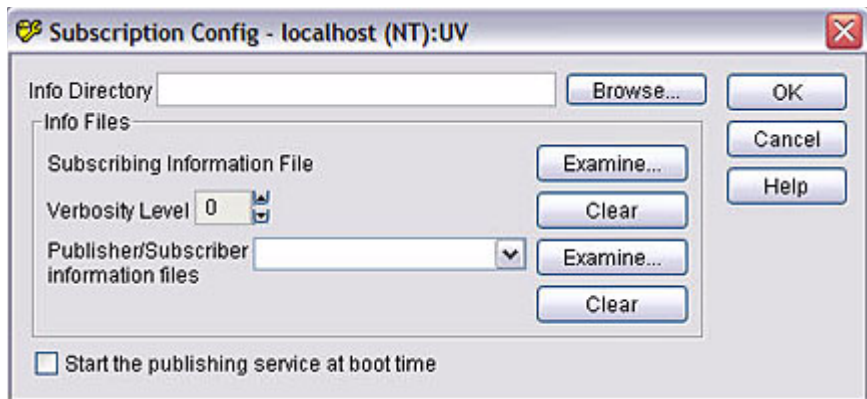 Subscription Config - localhost (NT):UV
Info Directory
Browse...
OK
Info Files
Cancel
Subscribing Information File
Examine...
Help
Verbosity Level 0
Clear
Publisher/Subscriber
information files
Examine...
Clear
Start the publishing service at boot time